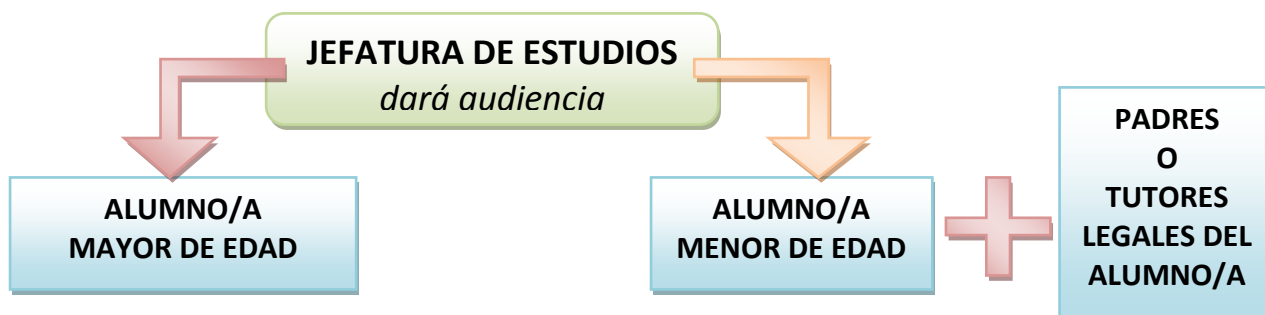 JEFATURA DE ESTUDIOS
dará audiencia
ALUMNO/A
MAYOR DE EDAD
ALUMNO/A
MENOR DE EDAD
PADRES
O
TUTORES
LEGALES DEL
ALUMNO/A